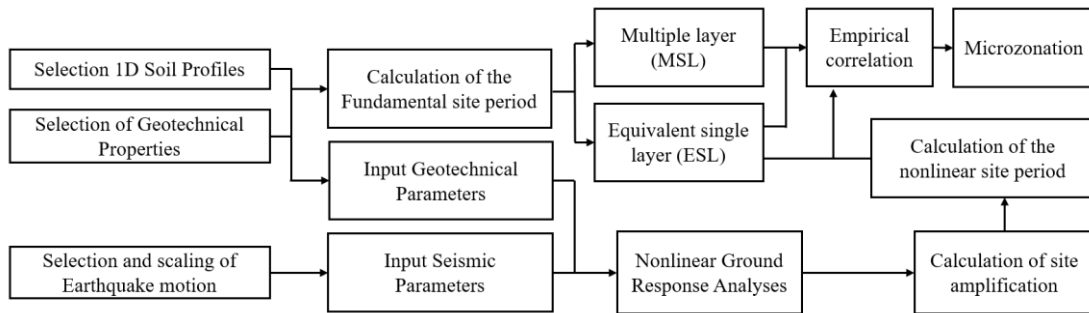 Selection 1D Soil Profiles
Selection of Geotechnical
Properties
Selection and scaling of
Earthquake motion
Calculation of the
Fundamental site period
Input Geotechnical
Parameters
Input Seismic
Parameters
Multiple layer
(MSL)
Equivalent single
layer (ESL)
Nonlinear Ground
Response Analyses
Empirical
correlation
Microzonation
Calculation of the
nonlinear site period
Calculation of site
amplification